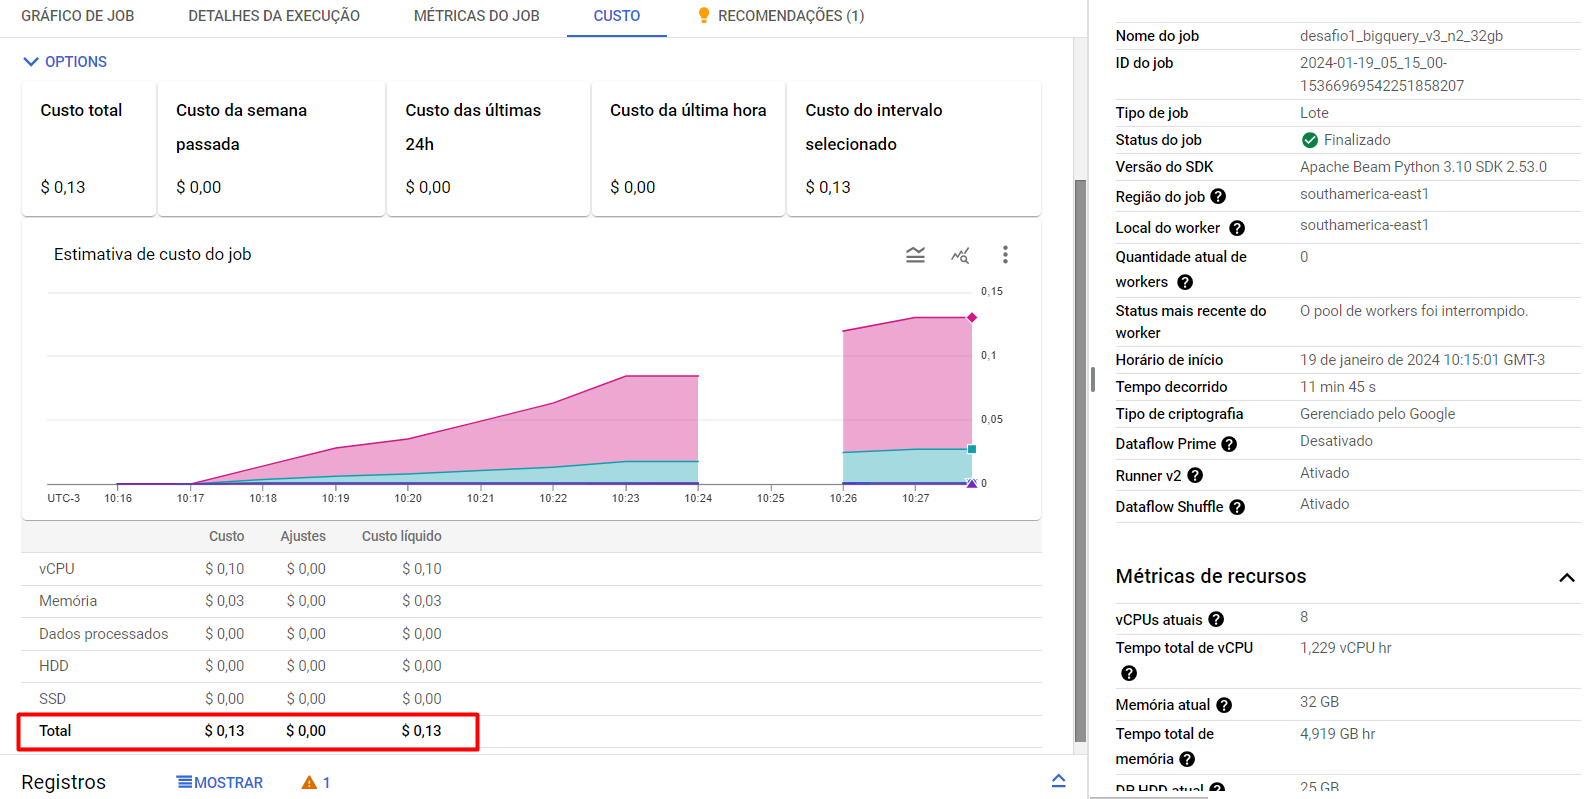 GRÁFICO DE JOB DETALHES DA EXECUÇÃO MÉTRICAS DO JOB CUSTO RECOMENDAÇÕES (1)
OPTIONS
Custo total
$ 0,13
Custo da semana
passada
$ 0,00
Custo das últimas
24h
$ 0,00
Custo da última hora
$ 0,00
Custo do intervalo
selecionado
$ 0,13
Estimativa de custo do job
0,15
0,1
0,05
0
UTC-3 10:16 10:17 10:18 10:19 10:20 10:21 10:22 10:23 10:24 10:25 10:26 10:27
Custo Ajustes Custo líquido
vCPU $ 0,10 $ 0,00 $ 0,10
Memória $ 0,03 $ 0,00 $ 0,03
Dados processados $ 0,00 $ 0,00 $ 0,00
HDD $ 0,00 $ 0,00 $ 0,00
SSD $ 0,00 $ 0,00 $ 0,00
Total $ 0,13 $ 0,00 $ 0,13
Registros MOSTRAR 1
Nome do job desafio1_bigquery_v3_n2_32gb
ID do job 2024-01-19_05_15_00-
15366969542251858207
Tipo de job Lote
Status do job Finalizado
Versão do SDK Apache Beam Python 3.10 SDK 2.53.0
Região do job southamerica-east1
Local do worker southamerica-east1
Quantidade atual de 0
workers
Status mais recente do O pool de workers foi interrompido.
worker
Horário de início 19 de janeiro de 2024 10:15:01 GMT-3
Tempo decorrido 11 min 45 s
Tipo de criptografia Gerenciado pelo Google
Dataflow Prime Desativado
Runner v2 Ativado
Dataflow Shuffle Ativado
Métricas de recursos
vCPUs atuais 8
Tempo total de vCPU 1,229 vCPU hr
Memória atual 32 GB
Tempo total de 4,919 GB hr
memória
DP HDD atual 25 GB